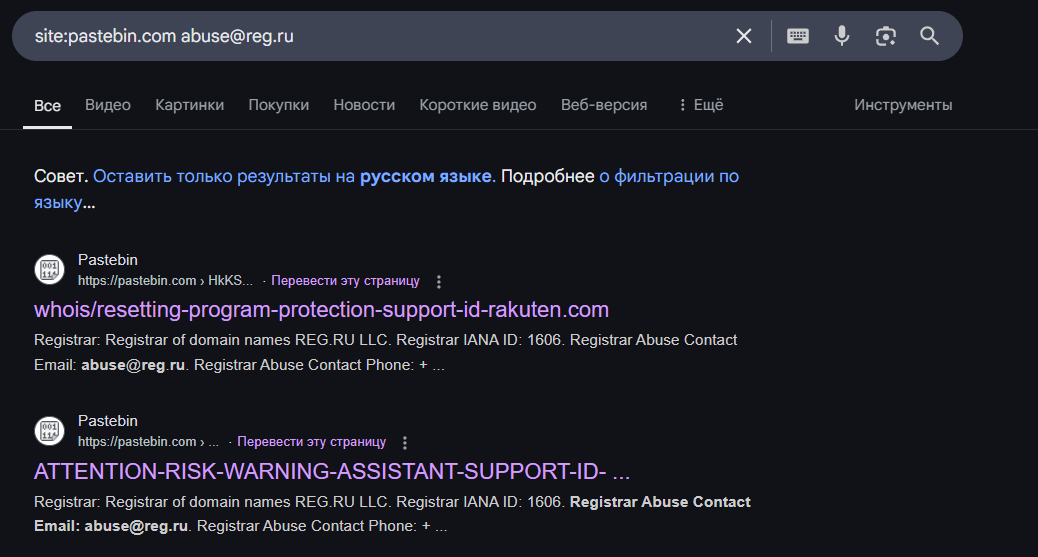 site:pastebin.com abuse@reg.ru
Все Видео Картинки Покупки Новости Короткие видео Веб-версия Ещё Инструменты
Совет. Оставить только результаты на русском языке. Подробнее о фильтрации по
языку...
Pastebin
https://pastebin.com › HkKS... · Перевести эту страницу
whois/resetting-program-protection-support-id-rakuten.com
Registrar: Registrar of domain names REG.RU LLC. Registrar IANA ID: 1606. Registrar Abuse Contact
Email: abuse@reg.ru. Registrar Abuse Contact Phone: + ...
Pastebin
https://pastebin.com › ... · Перевести эту страницу
ATTENTION-RISK-WARNING-ASSISTANT-SUPPORT-ID- ...
Registrar: Registrar of domain names REG.RU LLC. Registrar IANA ID: 1606. Registrar Abuse Contact
Email: abuse@reg.ru. Registrar Abuse Contact Phone: + ...